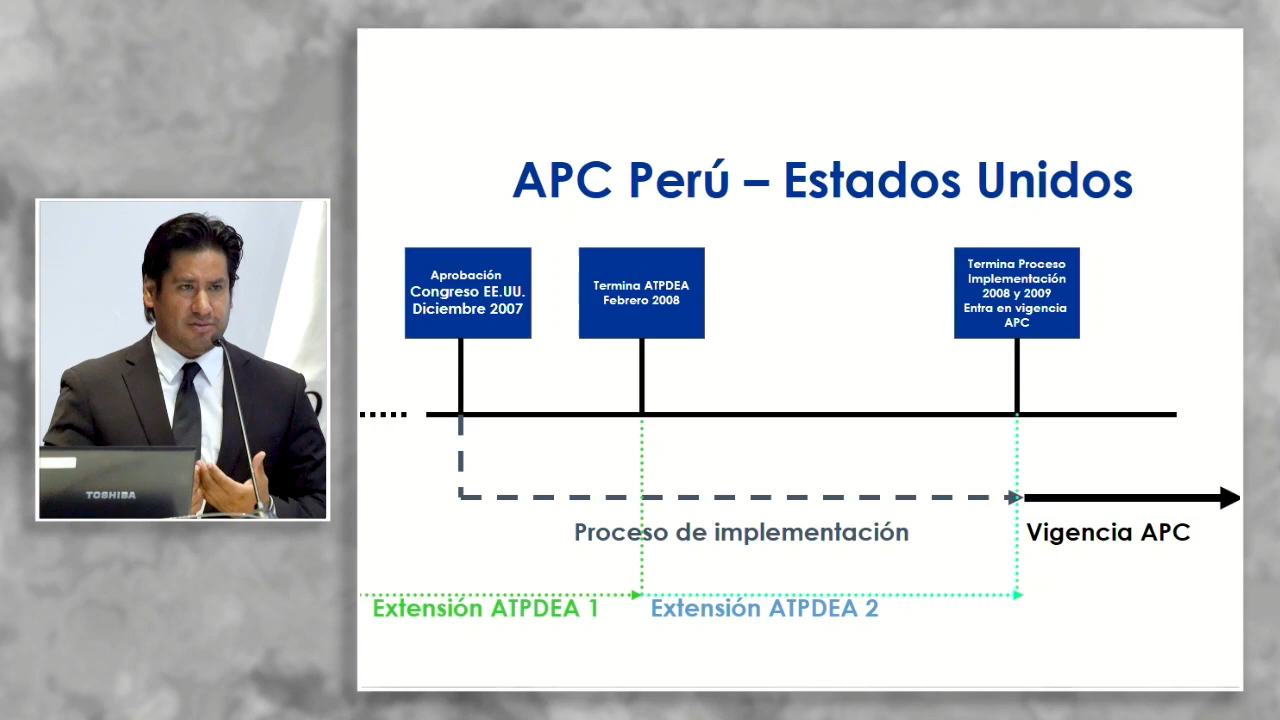 APC Perú – Estados Unidos
Aprobación
Congreso EE.UU.
Diciembre 2007
Termina ATPDEA
Febrero 2008
Termina Proceso
Implementación
2008 y 2009
Entra en vigencia
APC
Proceso de implementación
Vigencia APC
Extensión ATPDEA 1
Extensión ATPDEA 2
TOSHIBA